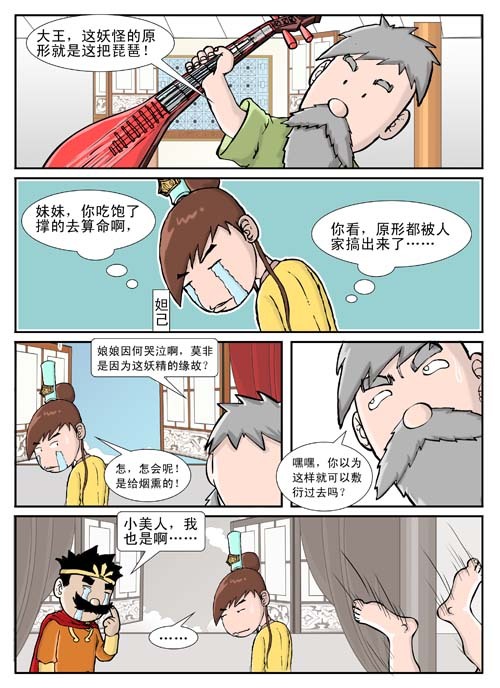 大王，这妖怪的原
形就是这把琵琶！
妹妹，你吃饱了
撑的去算命啊，
你看，原形都被人
家搞出来了……
妲己
娘娘因何哭泣啊，莫非
是因为这妖精的缘故？
怎，怎会呢！
是给烟熏的！
嘿嘿，你以为
这样就可以敷
衍过去吗？
小美人，我
也是啊……
……